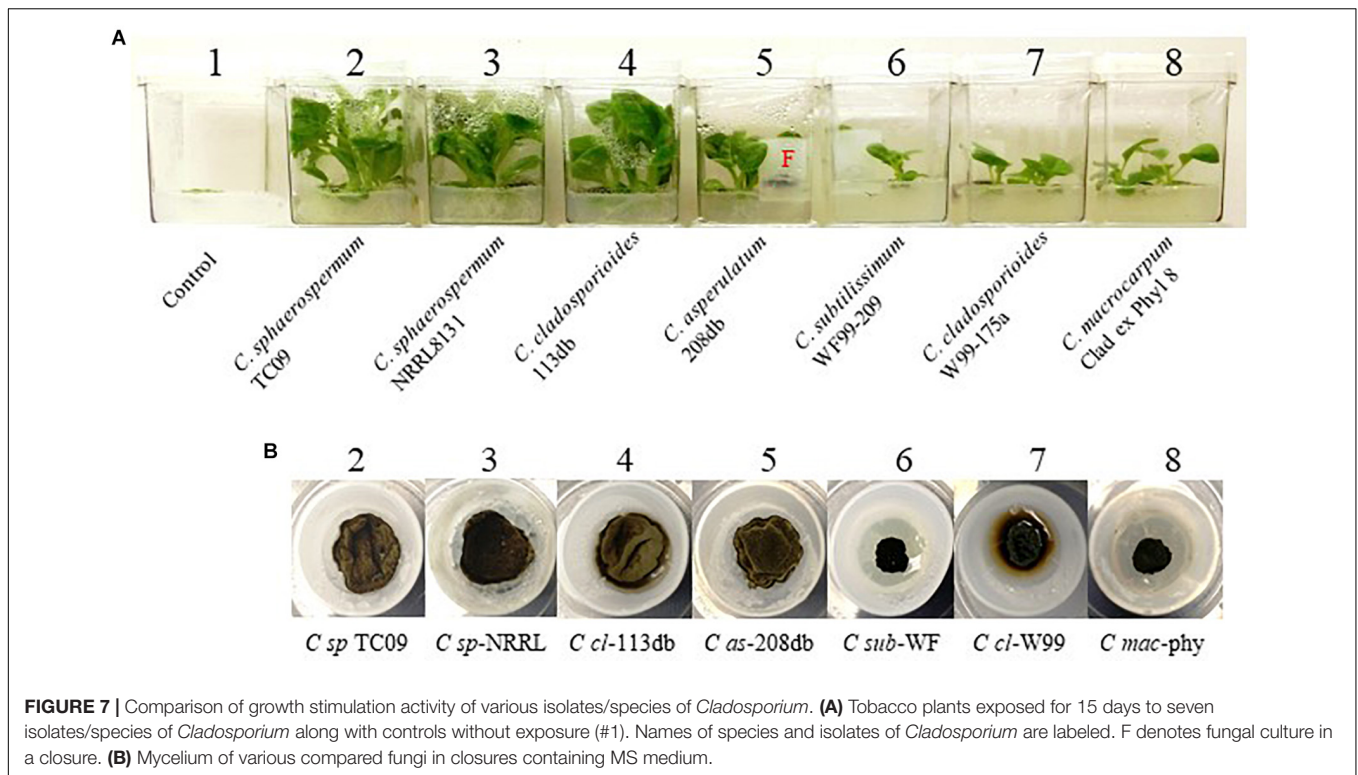 A
1 2 3 4 5 6 7 8
F
Control
C. sphaerospermum
TC09
C. sphaerospermum
NRRL8131
C. cladosporioides
113db
C. asperulatum
208db
C. subtilissimum
WF99-209
C. cladosporioides
W99-175a
C. macrocarpum
Clad ex Phyl 8
B
2 3 4 5 6 7 8
C sp TC09 C sp-NRRL C cl-113db C as-208db C sub-WF C cl-W99 C mac-phy
FIGURE 7 | Comparison of growth stimulation activity of various isolates/species of Cladosporium. (A) Tobacco plants exposed for 15 days to seven
isolates/species of Cladosporium along with controls without exposure (#1). Names of species and isolates of Cladosporium are labeled. F denotes fungal culture in
a closure. (B) Mycelium of various compared fungi in closures containing MS medium.